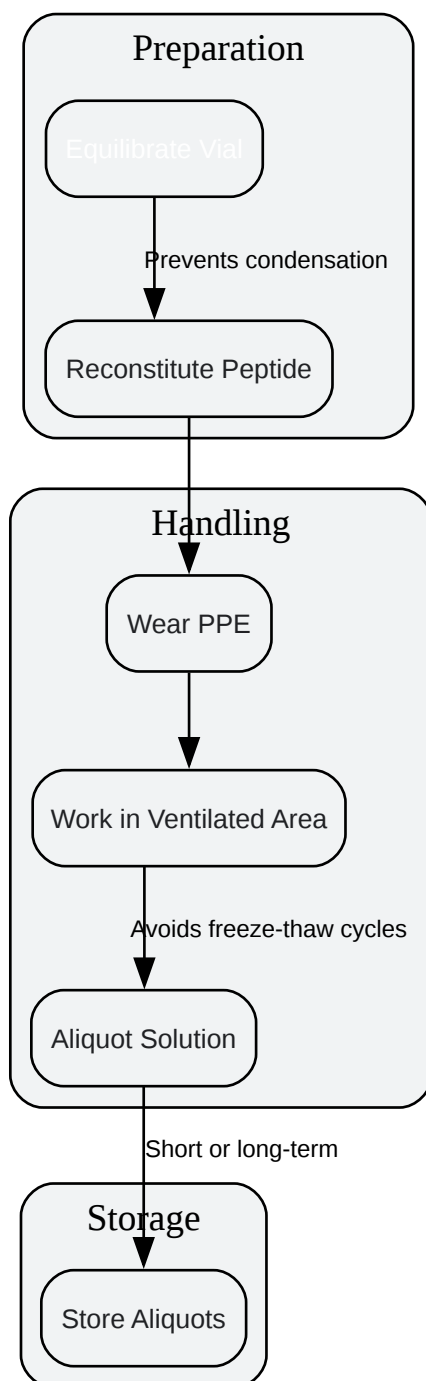 Preparation
Equilibrate Vial
Prevents condensation
Reconstitute Peptide
Handling
Wear PPE
Work in Ventilated Area
Avoids freeze-thaw cycles
Aliquot Solution
Short or long-term
Storage
Store Aliquots